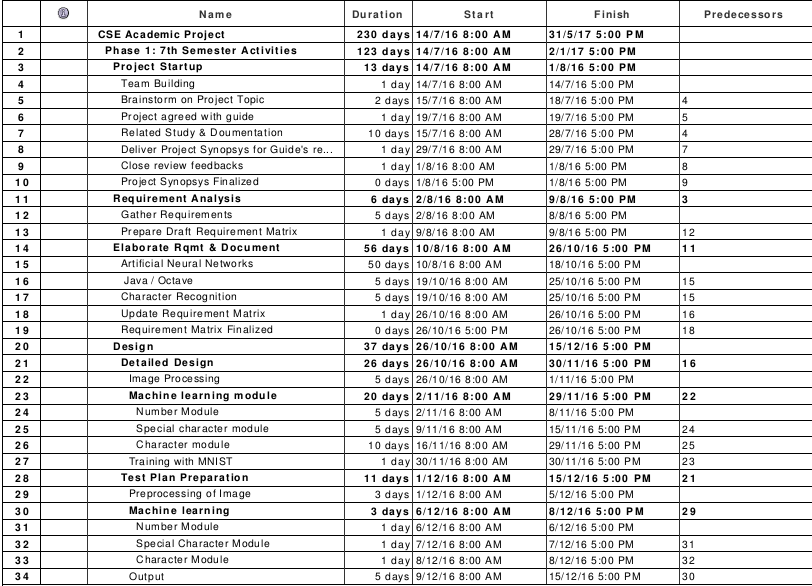 Name Duration Start Finish Predecessors
1 CSE Academic Project 230 days 14/7/16 8:00 AM 31/5/17 5:00 PM
2 Phase 1: 7th Semester Activities 123 days 14/7/16 8:00 AM 2/1/17 5:00 PM
3 Project Startup 13 days 14/7/16 8:00 AM 1/8/16 5:00 PM
4 Team Building 1 day 14/7/16 8:00 AM 14/7/16 5:00 PM
5 Brainstorm on Project Topic 2 days 15/7/16 8:00 AM 18/7/16 5:00 PM 4
6 Project agreed with guide 1 day 19/7/16 8:00 AM 19/7/16 5:00 PM 5
7 Related Study & Doumentation 10 days 15/7/16 8:00 AM 28/7/16 5:00 PM 4
8 Deliver Project Synopsys for Guide's re... 1 day 29/7/16 8:00 AM 29/7/16 5:00 PM 7
9 Close review feedbacks 1 day 1/8/16 8:00 AM 1/8/16 5:00 PM 8
10 Project Synopsys Finalized 0 days 1/8/16 5:00 PM 1/8/16 5:00 PM 9
11 Requirement Analysis 6 days 2/8/16 8:00 AM 9/8/16 5:00 PM 3
12 Gather Requirements 5 days 2/8/16 8:00 AM 8/8/16 5:00 PM
13 Prepare Draft Requirement Matrix 1 day 9/8/16 8:00 AM 9/8/16 5:00 PM 12
14 Elaborate Rqmt & Document 56 days 10/8/16 8:00 AM 26/10/16 5:00 PM 11
15 Artificial Neural Networks 50 days 10/8/16 8:00 AM 18/10/16 5:00 PM
16 Java / Octave 5 days 19/10/16 8:00 AM 25/10/16 5:00 PM 15
17 Character Recognition 5 days 19/10/16 8:00 AM 25/10/16 5:00 PM 15
18 Update Requirement Matrix 1 day 26/10/16 8:00 AM 26/10/16 5:00 PM 16
19 Requirement Matrix Finalized 0 days 26/10/16 5:00 PM 26/10/16 5:00 PM 18
20 Design 37 days 26/10/16 8:00 AM 15/12/16 5:00 PM
21 Detailed Design 26 days 26/10/16 8:00 AM 30/11/16 5:00 PM 16
22 Image Processing 5 days 26/10/16 8:00 AM 1/11/16 5:00 PM
23 Machine learning module 20 days 2/11/16 8:00 AM 29/11/16 5:00 PM 22
24 Number Module 5 days 2/11/16 8:00 AM 8/11/16 5:00 PM
25 Special character module 5 days 9/11/16 8:00 AM 15/11/16 5:00 PM 24
26 Character module 10 days 16/11/16 8:00 AM 29/11/16 5:00 PM 25
27 Training with MNIST 1 day 30/11/16 8:00 AM 30/11/16 5:00 PM 23
28 Test Plan Preparation 11 days 1/12/16 8:00 AM 15/12/16 5:00 PM 21
29 Preprocessing of Image 3 days 1/12/16 8:00 AM 5/12/16 5:00 PM
30 Machine learning 3 days 6/12/16 8:00 AM 8/12/16 5:00 PM 29
31 Number Module 1 day 6/12/16 8:00 AM 6/12/16 5:00 PM
32 Special Character Module 1 day 7/12/16 8:00 AM 7/12/16 5:00 PM 31
33 Character Module 1 day 8/12/16 8:00 AM 8/12/16 5:00 PM 32
34 Output 5 days 9/12/16 8:00 AM 15/12/16 5:00 PM 30